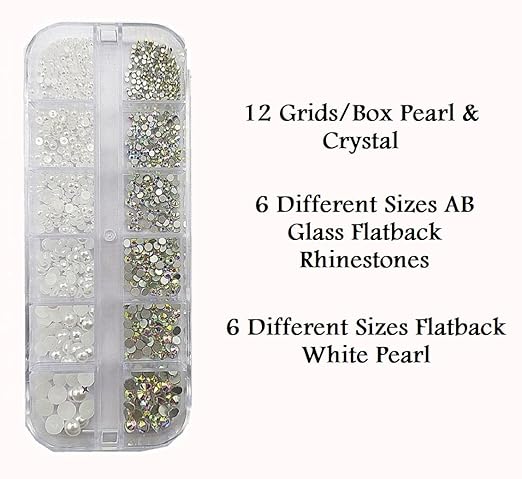 12 Grids/Box Pearl &
Crystal
6 Different Sizes AB
Glass Flatback
Rhinestones
6 Different Sizes Flatback
White Pearl